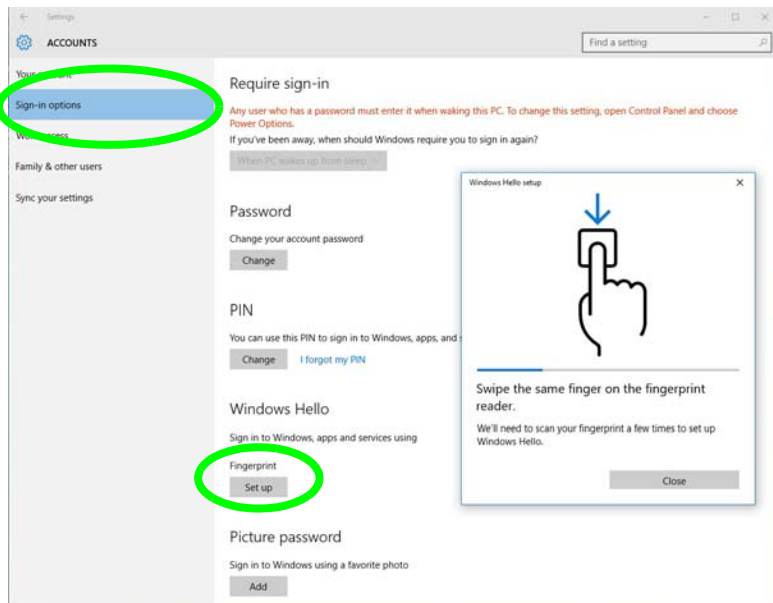 Settings
ACCOUNTS
Find a setting
Your account
Sign-in options
Work access
Family & other users
Sync your settings
Require sign-in
Any user who has a password must enter it when waking this PC. To change this setting, open Control Panel and choose
Power Options.
If you've been away, when should Windows require you to sign in again?
When PC wakes up from sleep
Password
Change your account password
Change
PIN
You can use this PIN to sign in to Windows, apps, and
Change I forgot my PIN
Windows Hello
Sign in to Windows, apps and services using
Fingerprint
Set up
Picture password
Sign in to Windows using a favorite photo
Add
Windows Hello setup
Swipe the same finger on the fingerprint
reader.
We'll need to scan your fingerprint a few times to set up
Windows Hello.
Close